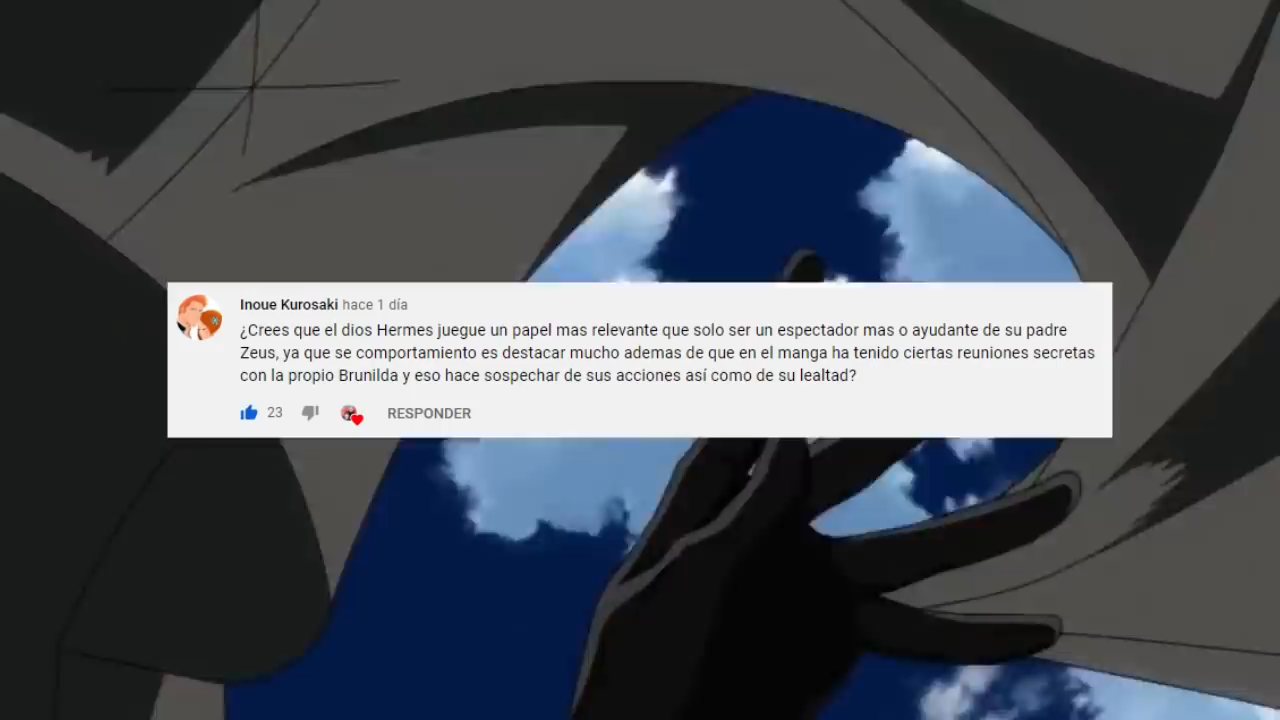 Inoue Kurosaki hace 1 día
¿Crees que el dios Hermes juegue un papel mas relevante que solo ser un espectador mas o ayudante de su padre
Zeus, ya que se comportamiento es destacar mucho ademas de que en el manga ha tenido ciertas reuniones secretas
con la propio Brunilda y eso hace sospechar de sus acciones así como de su lealtad?
23 RESPONDER